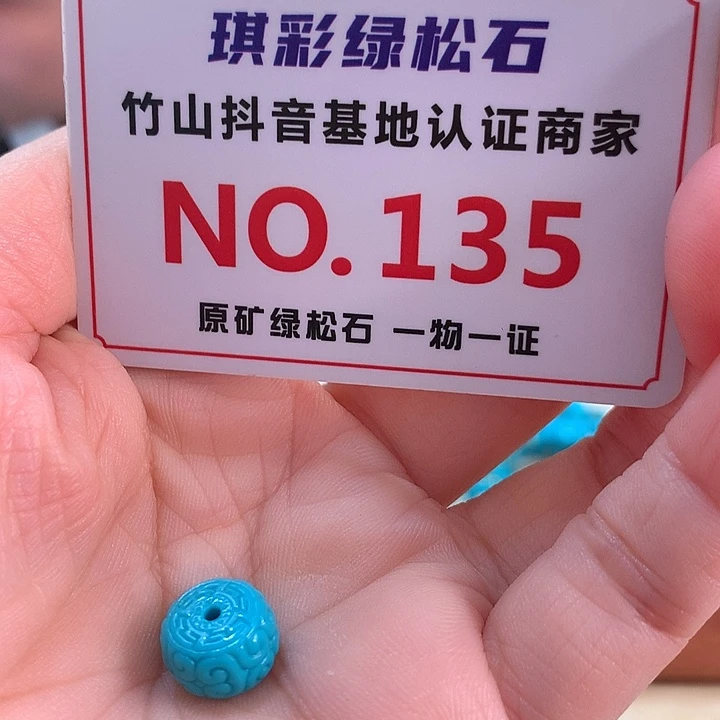 琪彩绿松石
竹山抖音基地认证商家
NO.135
原矿绿松石 一物一证